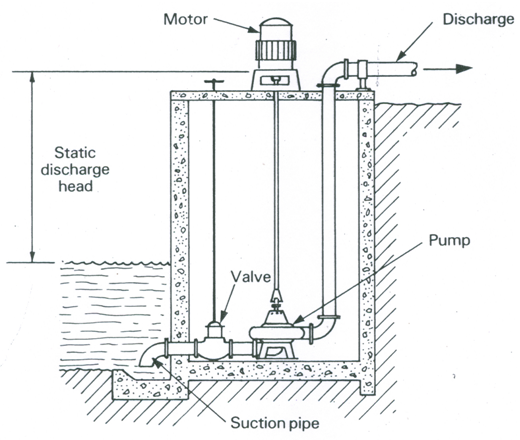 Motor
Discharge
Static
discharge
head
Pump
Valve
Suction pipe